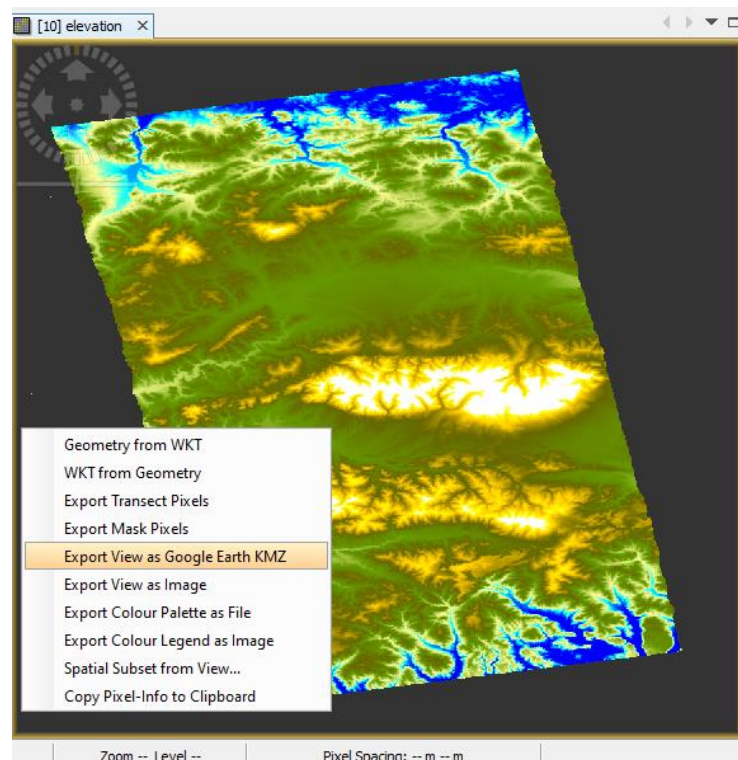 [10] elevation
Geometry from WKT
WKT from Geometry
Export Transect Pixels
Export Mask Pixels
Export View as Google Earth KMZ
Export View as Image
Export Colour Palette as File
Export Colour Legend as Image
Spatial Subset from View...
Copy Pixel-Info to Clipboard
Zoom -- Level --
Pixel Spacing: -- m -- m